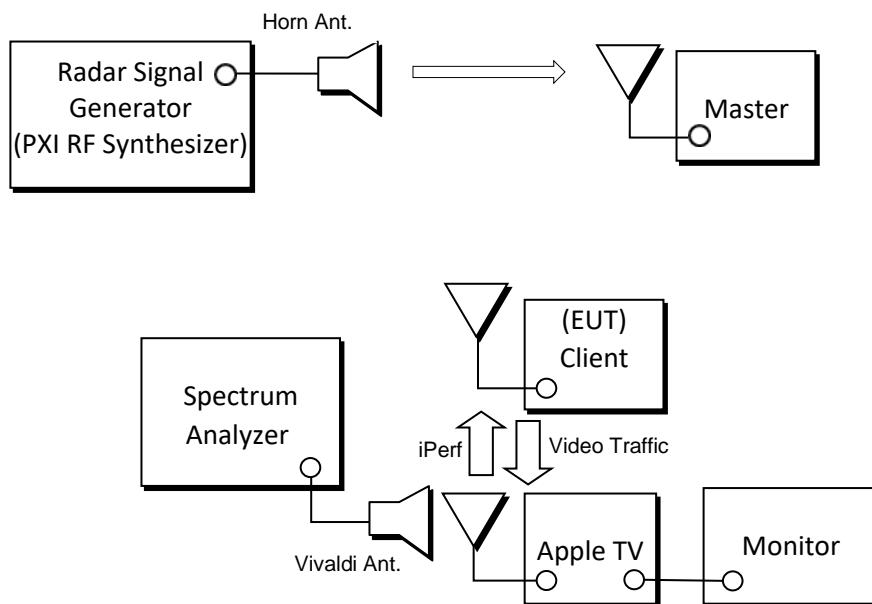 Horn Ant.
Radar Signal
Generator
(PXI RF Synthesizer)
Master
(EUT)
Client
Spectrum
Analyzer
iPerf
Video Traffic
Vivaldi Ant.
Apple TV
Monitor